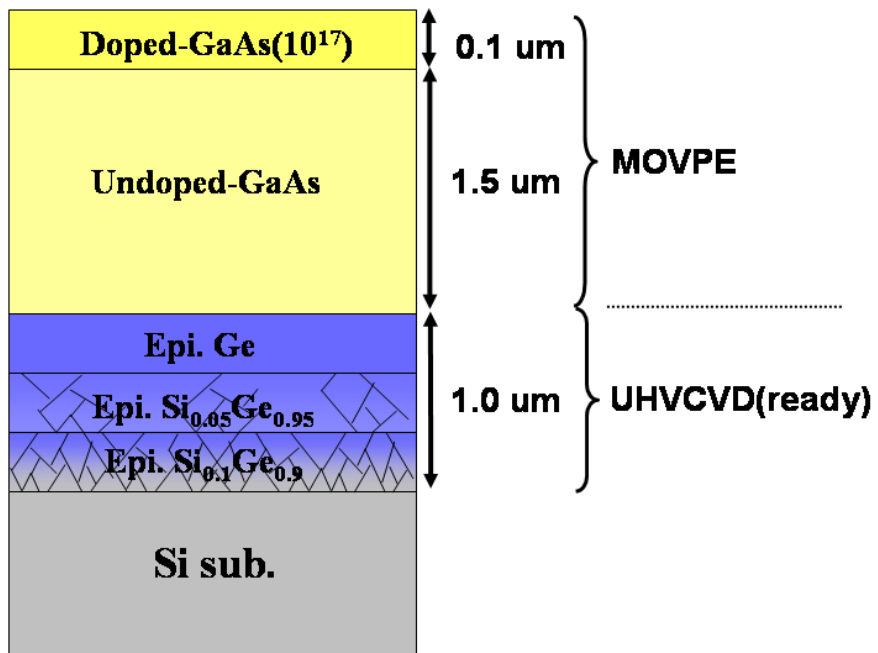 Doped-GaAs(10¹⁷)
0.1 um
Undoped-GaAs
1.5 um
MOVPE
Epi. Ge
Epi. Si₀.₀₅Ge₀.₉₅
1.0 um
UHVCVD(ready)
Epi. Si₀.₁Ge₀.₉
Si sub.